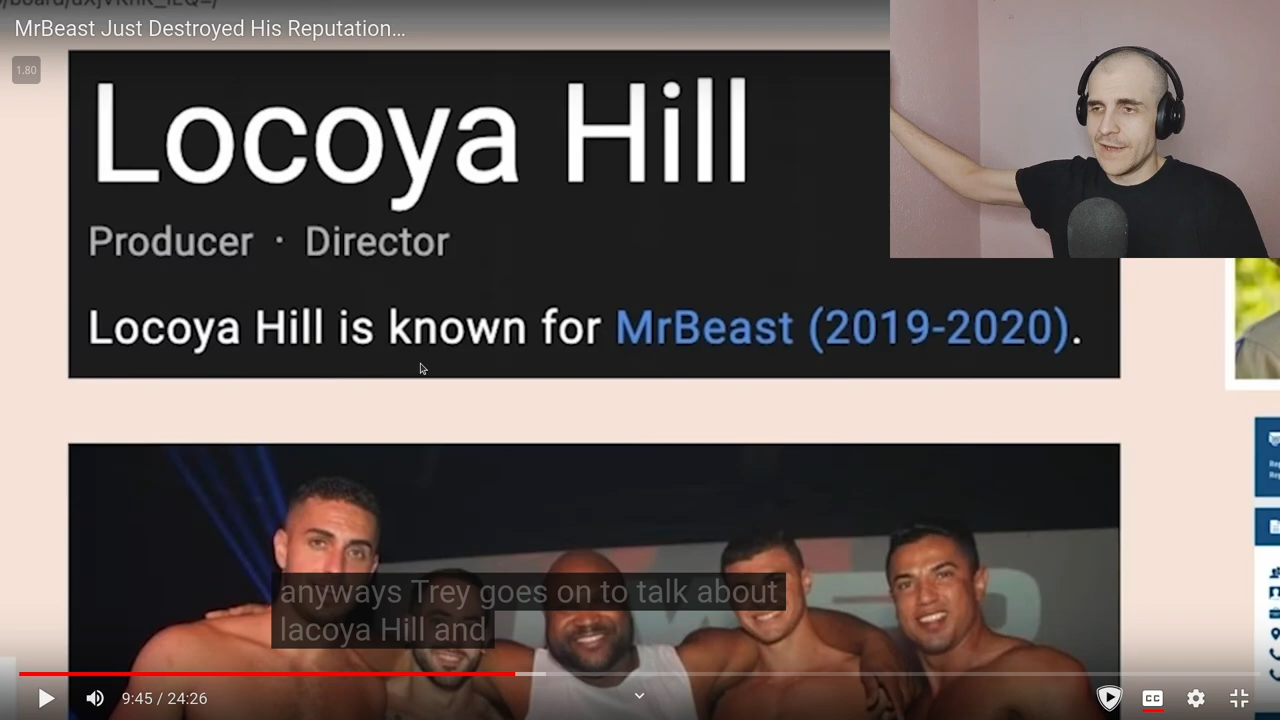 MrBeast Just Destroyed His Reputation...
1.80
Locoya Hill
Producer · Director
Locoya Hill is known for MrBeast (2019-2020).
anyways Trey goes on to talk about
lacoya Hill and
9:45 / 24:26
CC